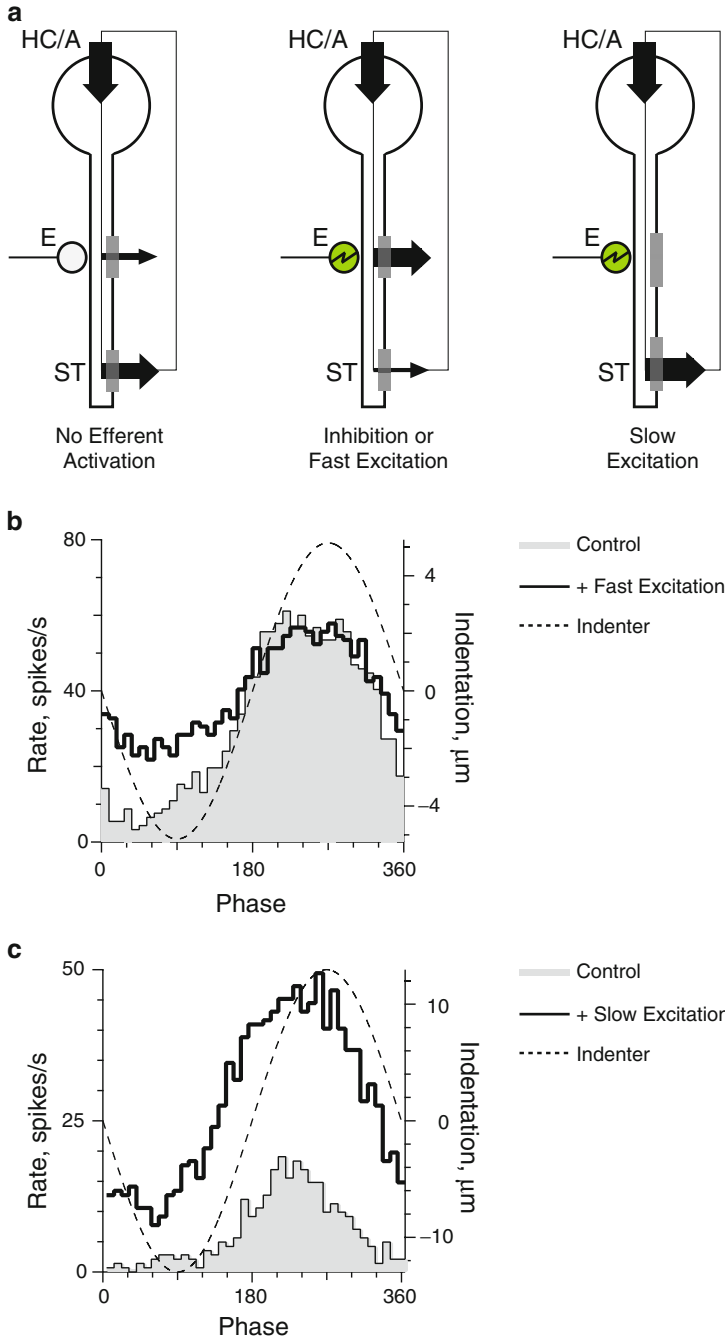 a
HC/A
HC/A
HC/A
E
E
E
ST
ST
ST
No Efferent
Activation
Inhibition or
Fast Excitation
Slow
Excitation
b
80
40
0
Rate, spikes/s
4
0
−4
Indentation, μm
0
180
360
Phase
Control
+ Fast Excitation
Indenter
c
50
25
0
Rate, spikes/s
10
0
−10
Indentation, μm
0
180
360
Phase
Control
+ Slow Excitation
Indenter